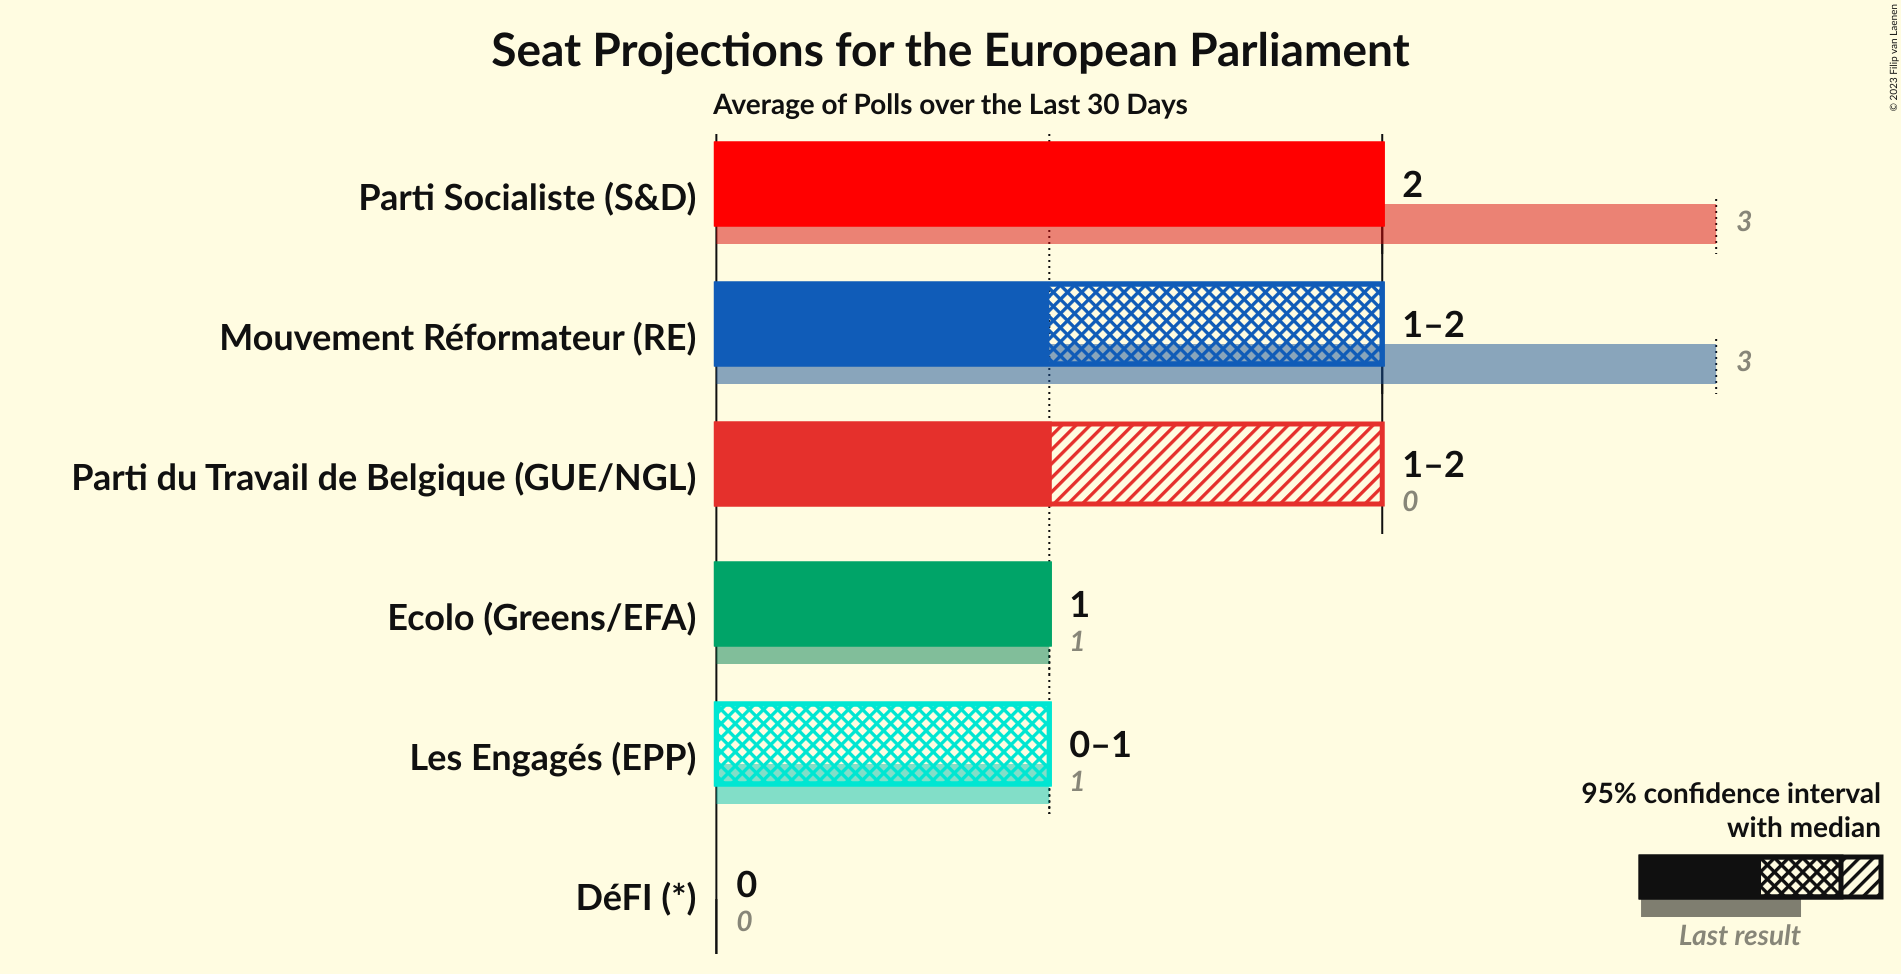 Seat Projections for the European Parliament
Average of Polls over the Last 30 Days
© 2023 Filip van Laenen
Parti Socialiste (S&D)
2
3
Mouvement Réformateur (RE)
1–2
3
Parti du Travail de Belgique (GUE/NGL)
1–2
0
Ecolo (Greens/EFA)
1
1
Les Engagés (EPP)
0–1
1
DéFI (*)
0
0
95% confidence interval
with median
Last result